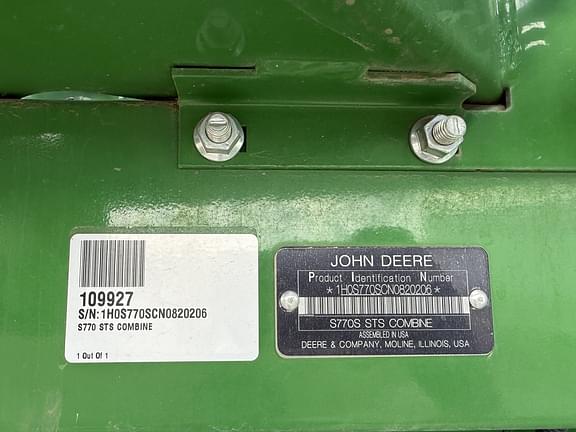 109927
S/N:1H0S770SCN0820206
S770 STS COMBINE
1 Out Of 1
JOHN DEERE
Product Identification Number
*1H0S770SCN0820206*
S770S STS COMBINE
ASSEMBLED IN USA
DEERE & COMPANY, MOLINE, ILLINOIS, USA